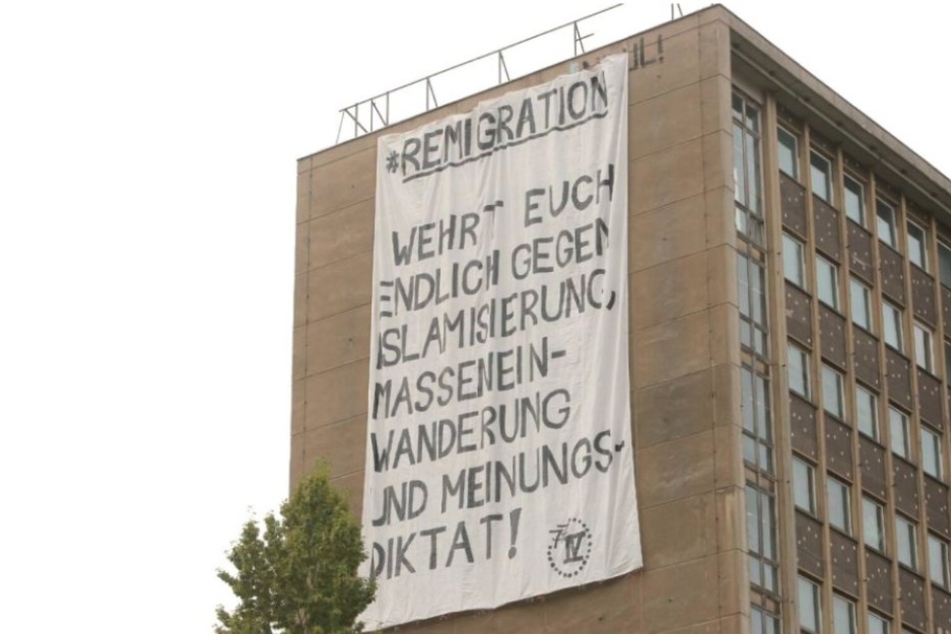 #REMIGRATION
WEHRT EUCH
ENDLICH GEGEN
ISLAMISIERUNG,
MASSENEIN-
WANDERUNG
UND MEINUNGS-
DIKTAT!